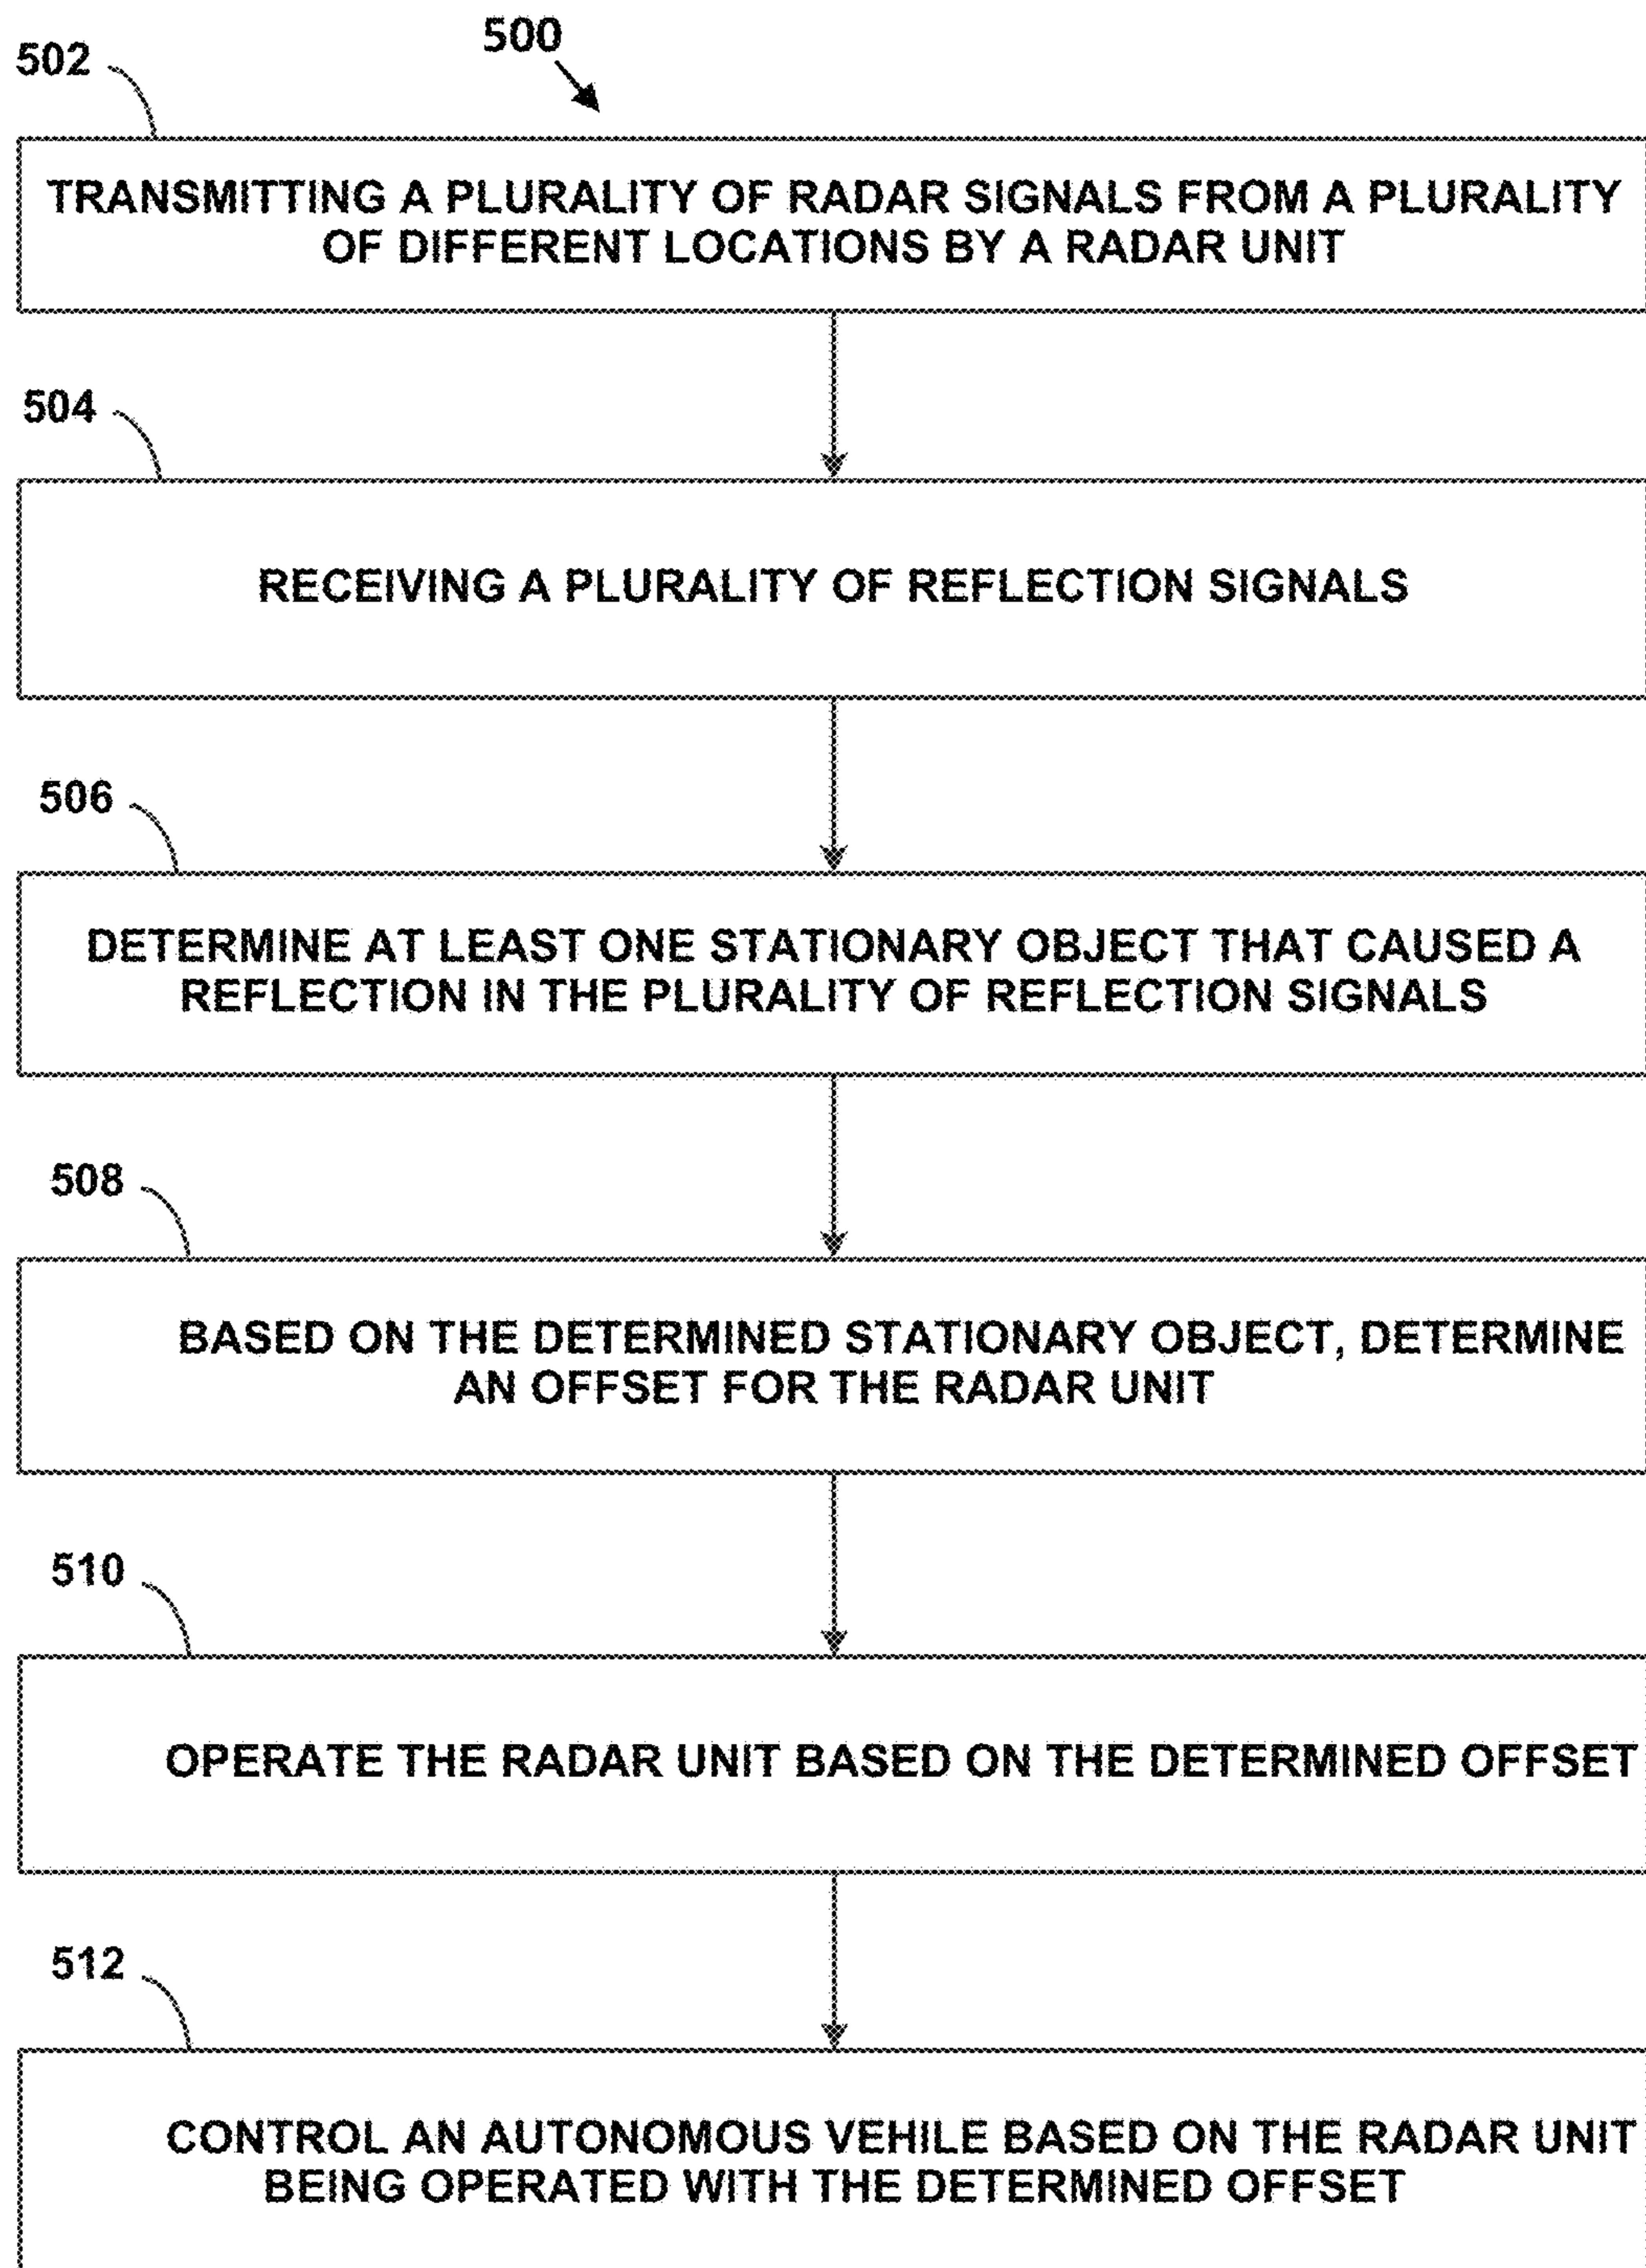 500
502
TRANSMITTING A PLURALITY OF RADAR SIGNALS FROM A PLURALITY
OF DIFFERENT LOCATIONS BY A RADAR UNIT
504
RECEIVING A PLURALITY OF REFLECTION SIGNALS
506
DETERMINE AT LEAST ONE STATIONARY OBJECT THAT CAUSED A
REFLECTION IN THE PLURALITY OF REFLECTION SIGNALS
508
BASED ON THE DETERMINED STATIONARY OBJECT, DETERMINE
AN OFFSET FOR THE RADAR UNIT
510
OPERATE THE RADAR UNIT BASED ON THE DETERMINED OFFSET
512
CONTROL AN AUTONOMOUS VEHILE BASED ON THE RADAR UNIT
BEING OPERATED WITH THE DETERMINED OFFSET